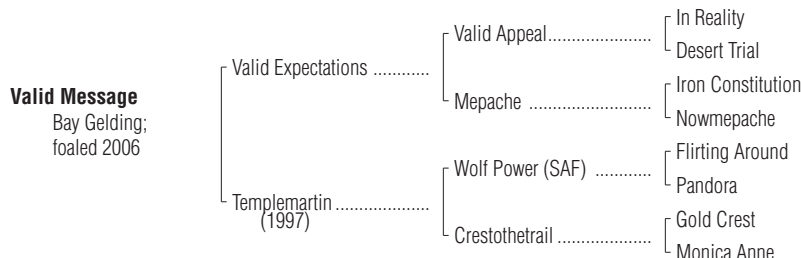 In Reality
Valid Appeal......................
Desert Trial
Valid Expectations ............
Iron Constitution
Mepache ..........................
Nowmepache
Valid Message
Bay Gelding;
foaled 2006
Flirting Around
Wolf Power (SAF) ............
Pandora
Templemartin ....................
(1997)
Gold Crest
Crestothetrail ....................
Monica Anne